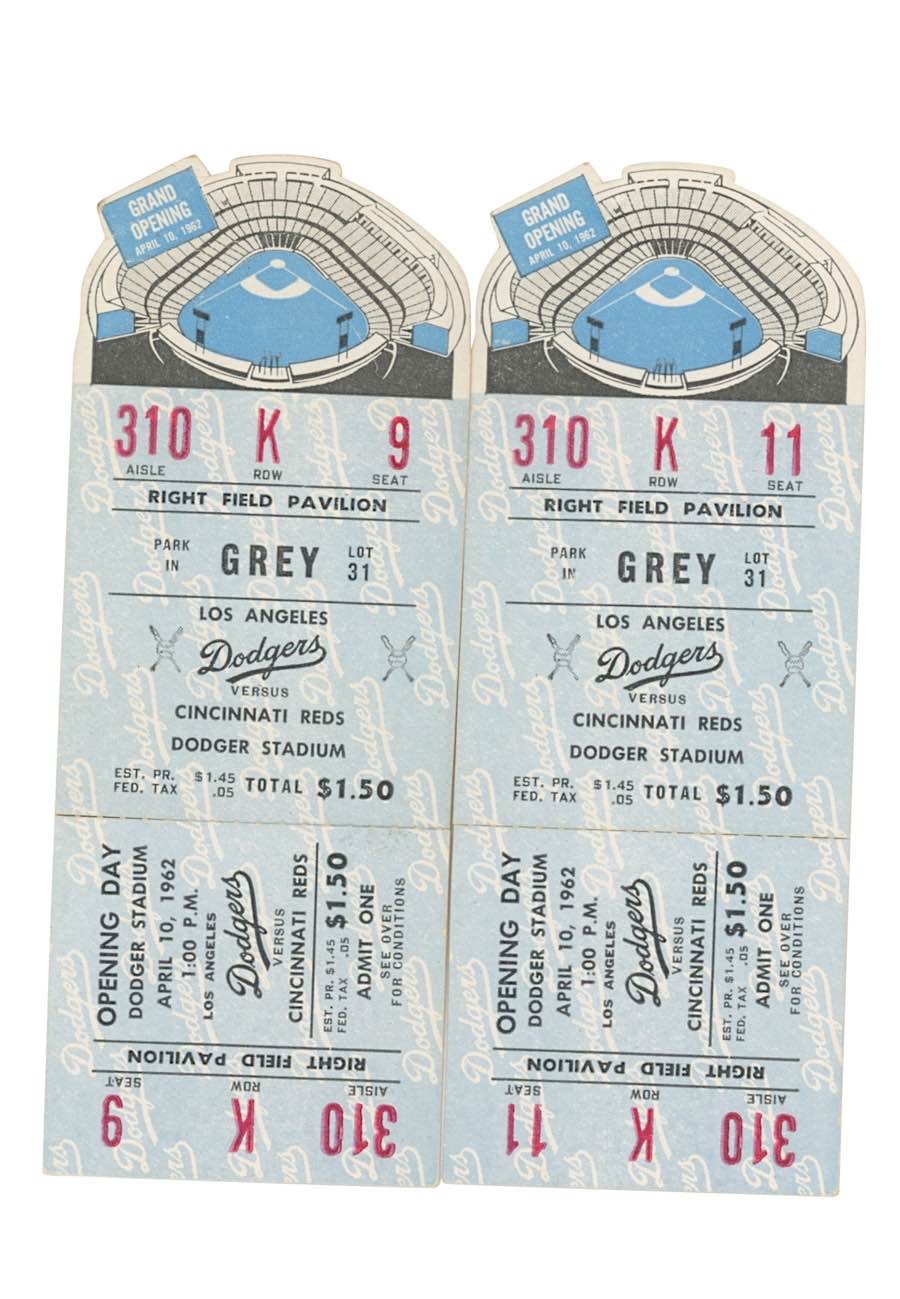 GRAND
OPENING
APRIL 10, 1962
310 K 9
AISLE ROW SEAT
RIGHT FIELD PAVILION
PARK IN GREY LOT 31
LOS ANGELES
Dodgers
VERSUS
CINCINNATI REDS
DODGER STADIUM
EST. PR. $1.45
FED. TAX .05 TOTAL $1.50
OPENING DAY
DODGER STADIUM
APRIL 10, 1962
1:00 P.M.
LOS ANGELES
Dodgers
VERSUS
CINCINNATI REDS
EST. PR. $1.45
FED. TAX .05 $1.50
ADMIT ONE
SEE OVER
FOR CONDITIONS
RIGHT FIELD PAVILION
AISLE ROW SEAT
310 K 9
GRAND
OPENING
APRIL 10, 1962
310 K 11
AISLE ROW SEAT
RIGHT FIELD PAVILION
PARK IN GREY LOT 31
LOS ANGELES
Dodgers
VERSUS
CINCINNATI REDS
DODGER STADIUM
EST. PR. $1.45
FED. TAX .05 TOTAL $1.50
OPENING DAY
DODGER STADIUM
APRIL 10, 1962
1:00 P.M.
LOS ANGELES
Dodgers
VERSUS
CINCINNATI REDS
EST. PR. $1.45
FED. TAX .05 $1.50
ADMIT ONE
SEE OVER
FOR CONDITIONS
RIGHT FIELD PAVILION
AISLE ROW SEAT
310 K 11